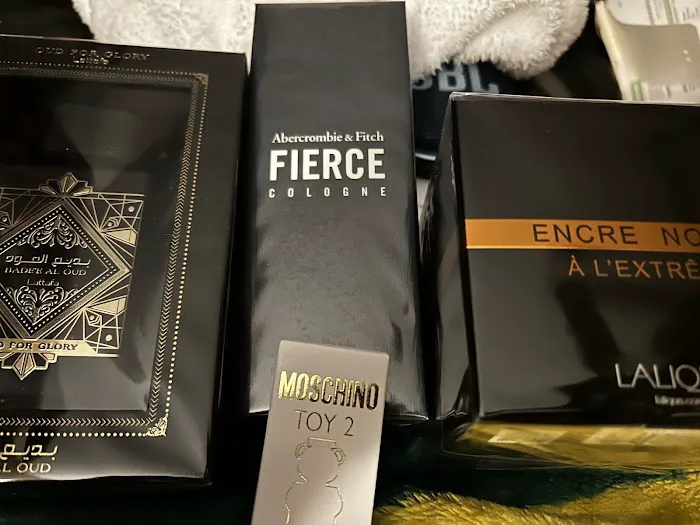 OUD FOR GLORY
Lattafa
بديع العود
BADE'E AL OUD
Lattafa
D FOR GLORY
بديع
AL OUD
Abercrombie & Fitch
FIERCE
COLOGNE
MOSCHINO
TOY 2
BBL
ENCRE NO
À L'EXTRÊ
LALIQ